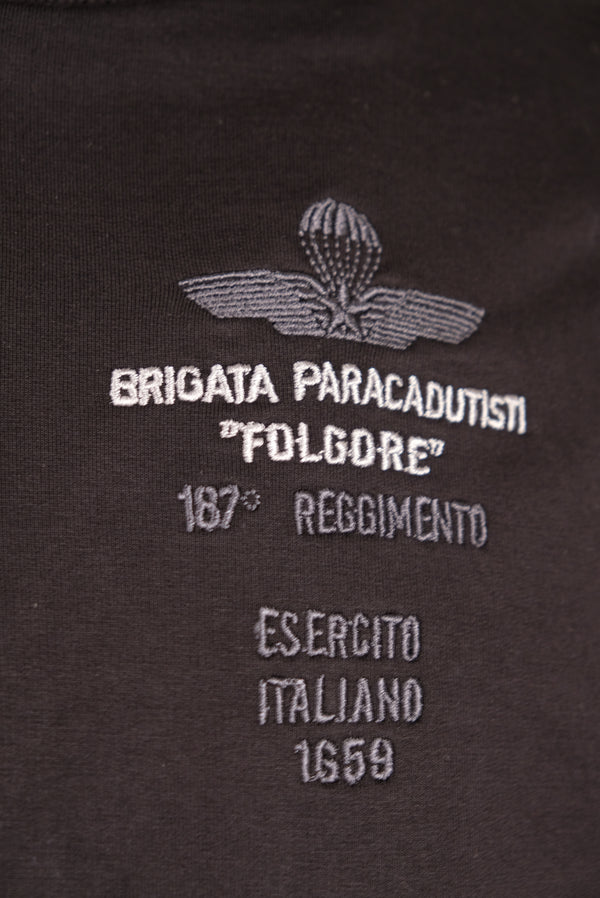 BRIGATA PARACADUTISTI
"FOLGORE"
187° REGGIMENTO
ESERCITO
ITALIANO
1659